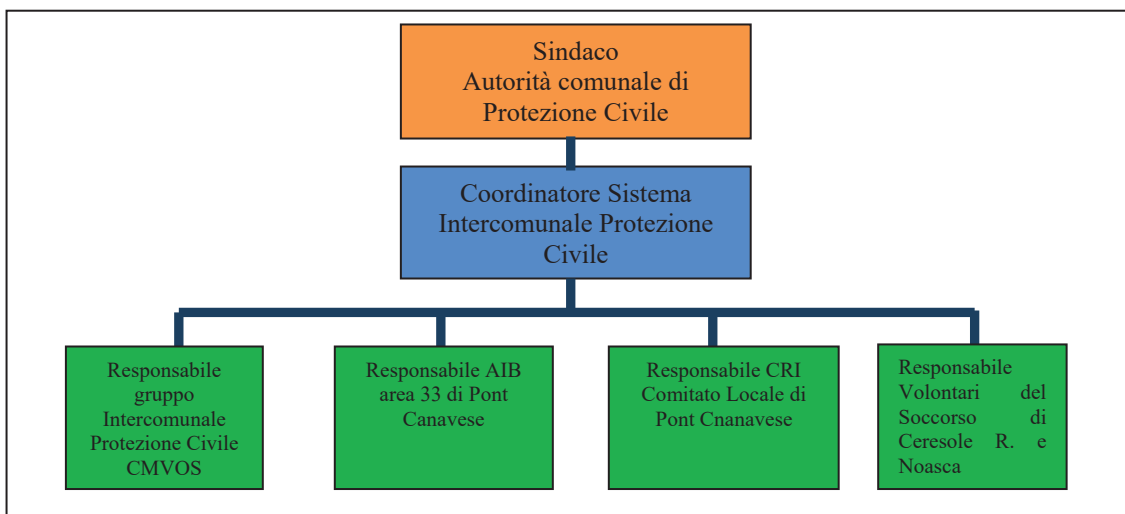 Sindaco
Autorità comunale di
Protezione Civile
Coordinatore Sistema
Intercomunale Protezione
Civile
Responsabile
gruppo
Intercomunale
Protezione Civile
CMVOS
Responsabile AIB
area 33 di Pont
Canavese
Responsabile CRI
Comitato Locale di
Pont Cnanavese
Responsabile
Volontari del
Soccorso di
Ceresole R. e
Noasca